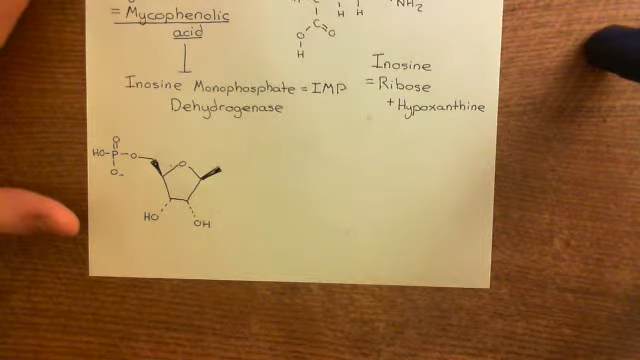 = Mycophenolic
acid
Inosine Monophosphate = IMP
Dehydrogenase
H H
NH2
C
O O
H
Inosine
= Ribose
+ Hypoxanthine
O
HO-P-O
O-
O
HO OH